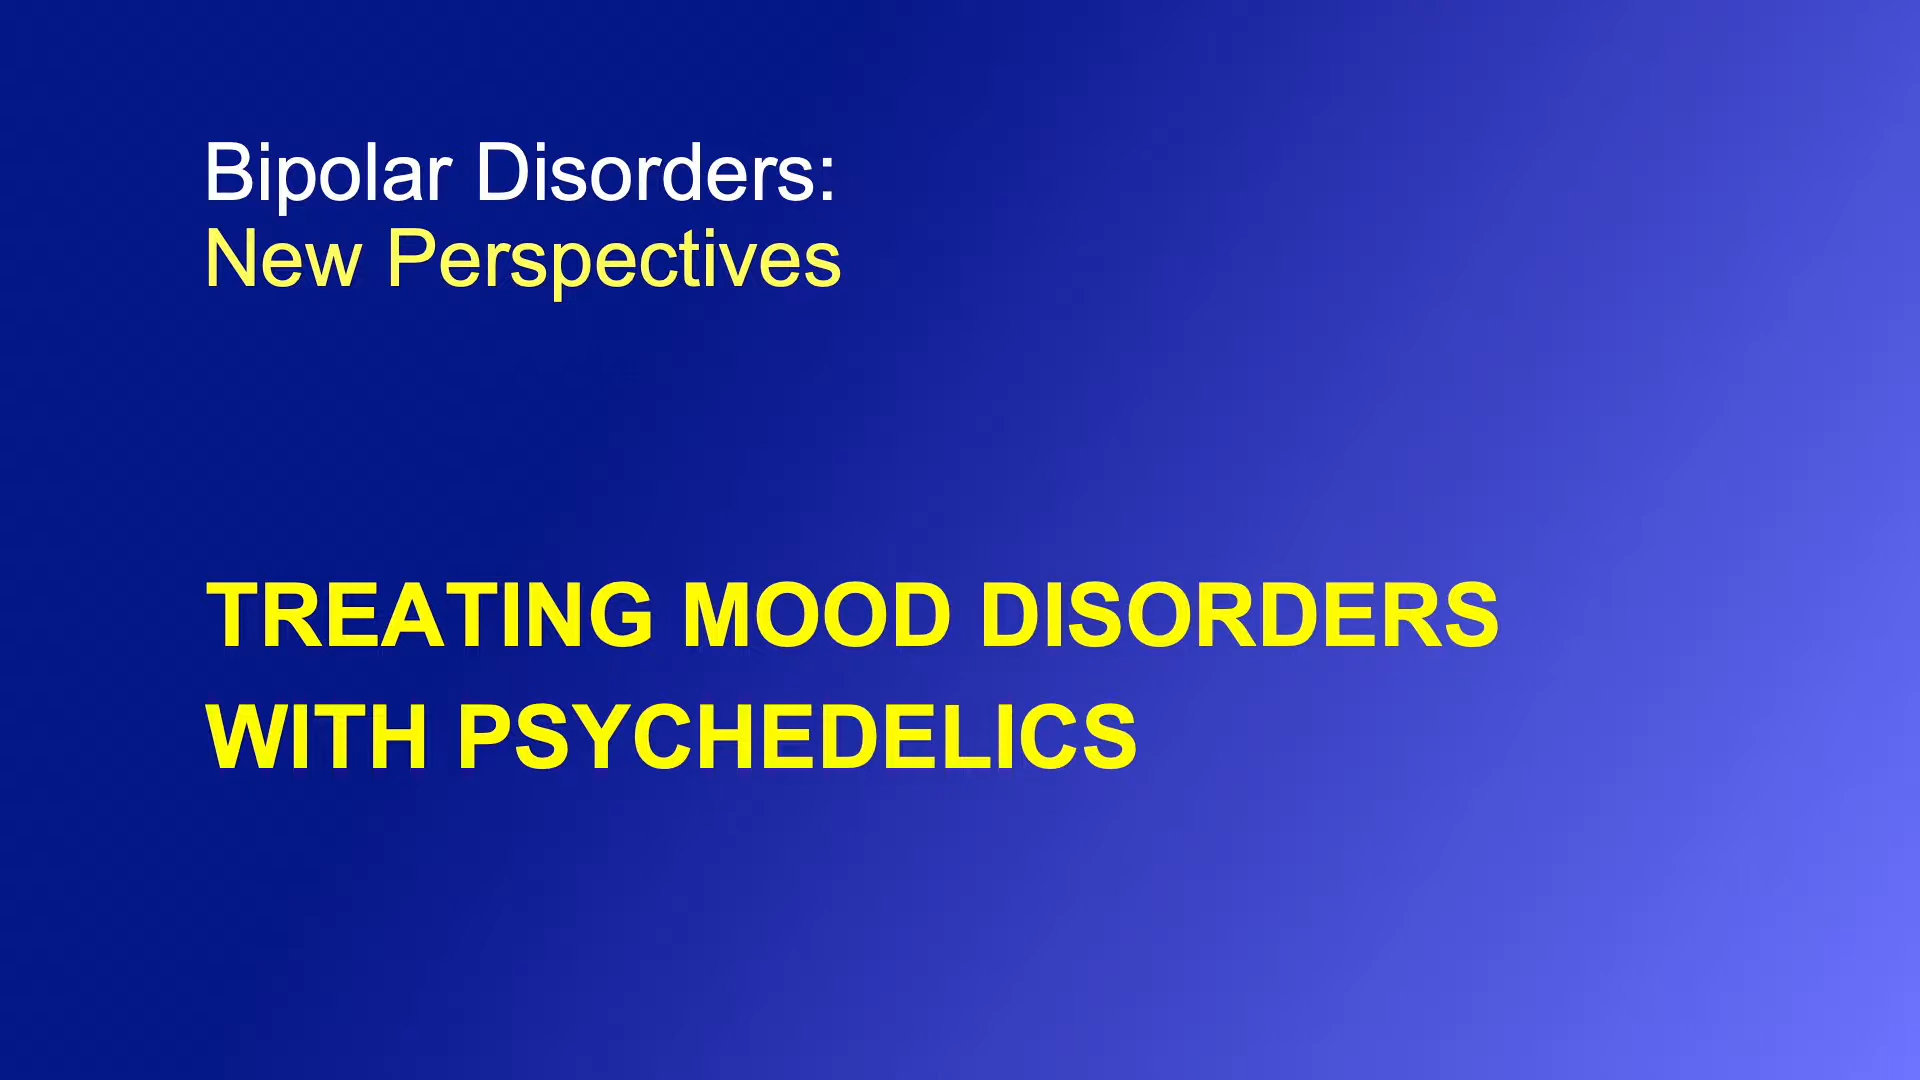 Bipolar Disorders:
New Perspectives
TREATING MOOD DISORDERS
WITH PSYCHEDELICS